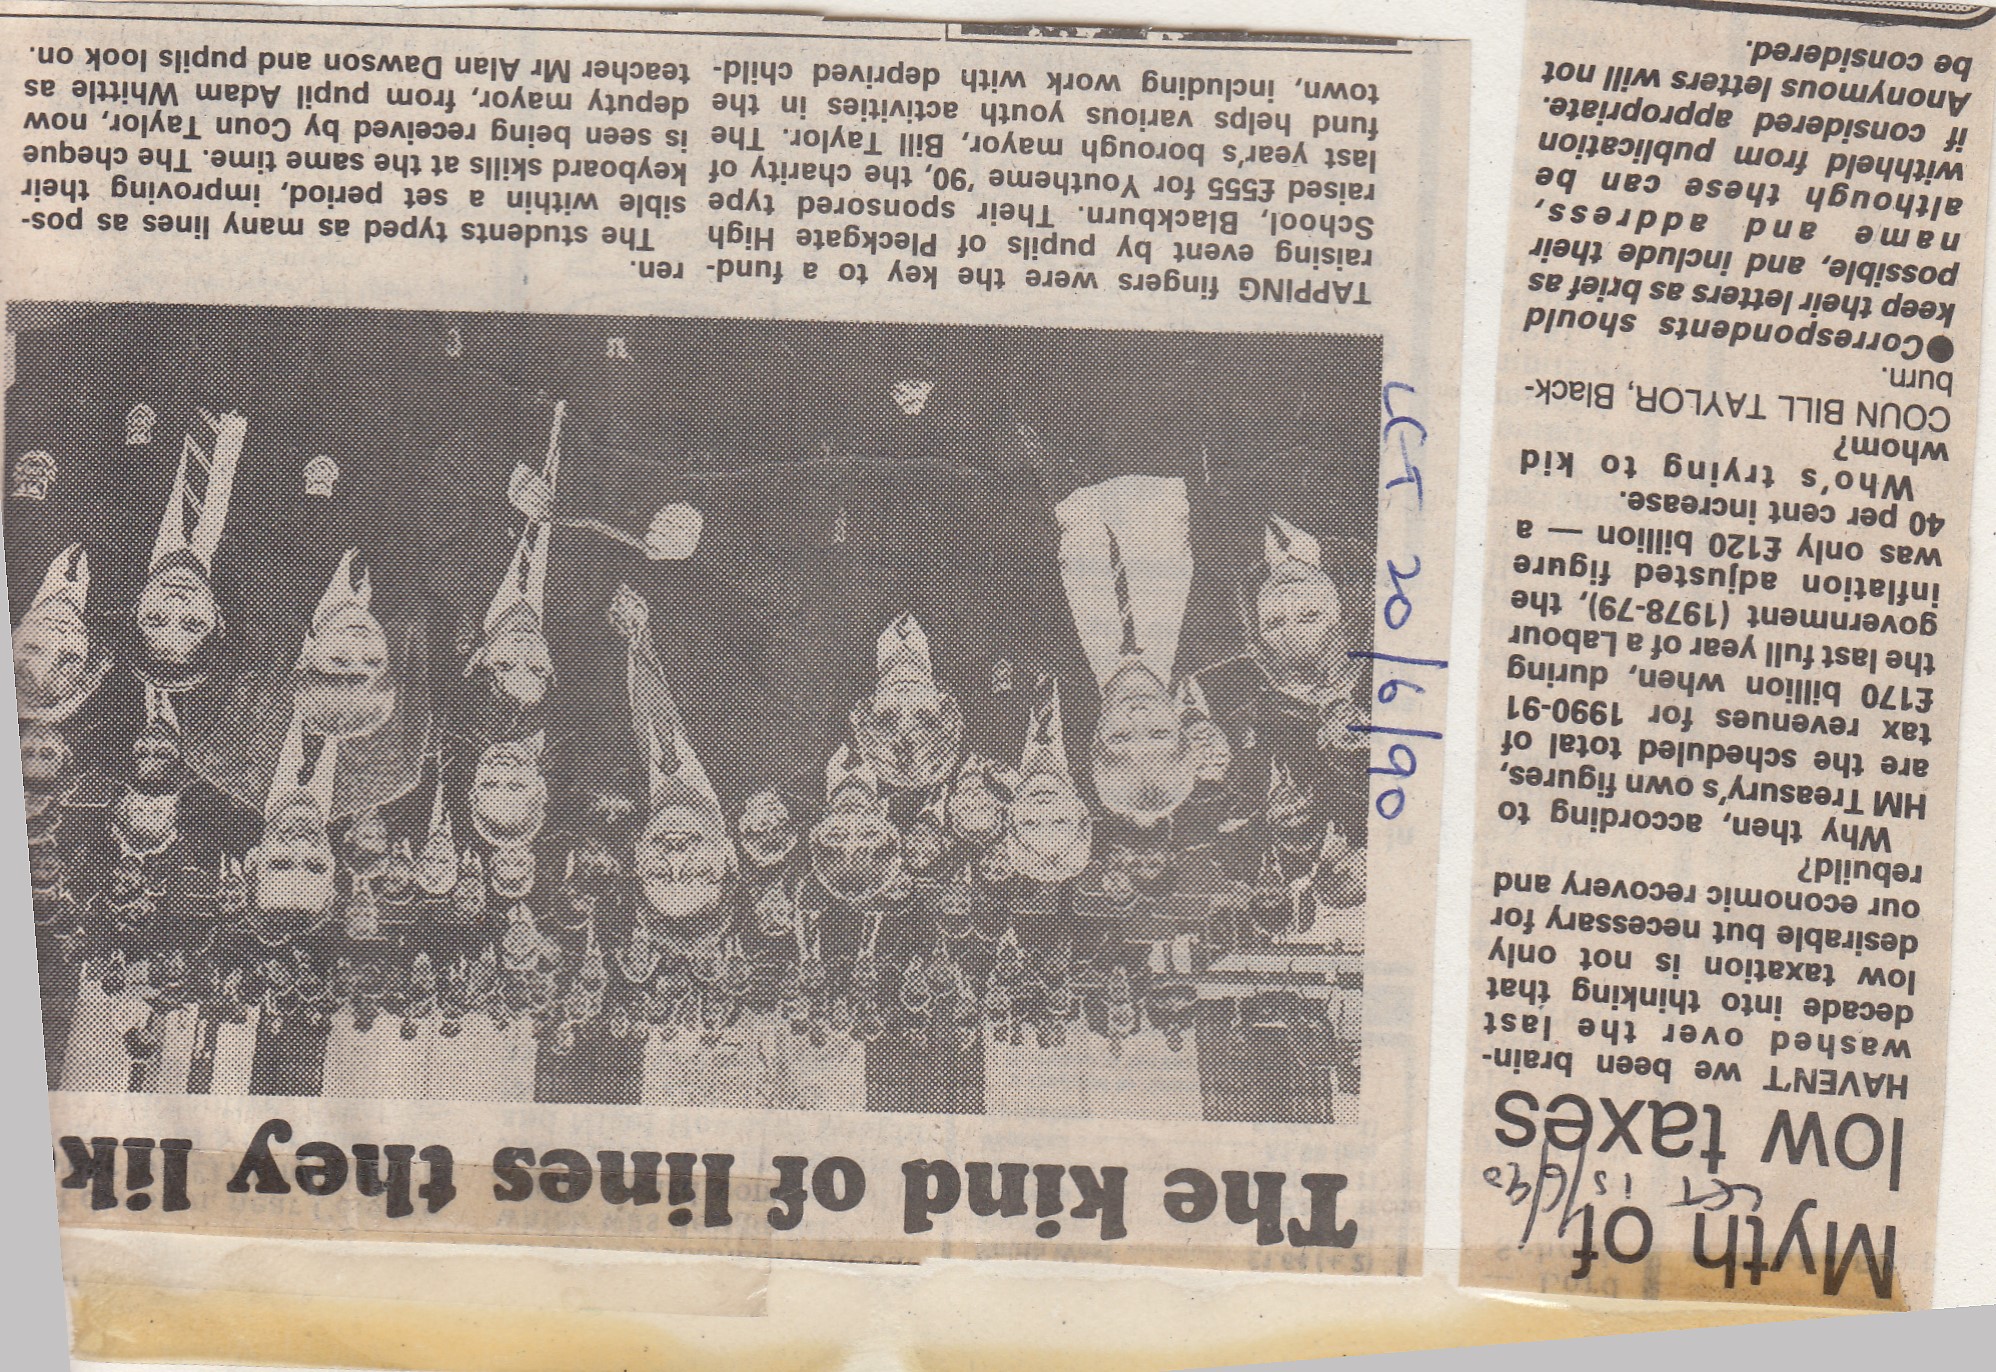 Myth of
low taxes
LET 15/6/90
HAVEN'T we been brain-
washed over the last
decade into thinking that
low taxation is not only
desirable but necessary for
our economic recovery and
rebuild?
Why then, according to
HM Treasury's own figures,
are the scheduled total of
tax revenues for 1990-91
£170 billion when, during
the last full year of a Labour
government (1978-79), the
inflation adjusted figure
was only £120 billion — a
40 per cent increase.
Who's trying to kid
whom?
COUN BILL TAYLOR, Black-
burn.
●Correspondents should
keep their letters as brief as
possible, and include their
name and address,
although these can be
withheld from publication
if considered appropriate.
Anonymous letters will not
be considered.
The kind of lines they lik
LET 20/6/90
TAPPING fingers were the key to a fund-
raising event by pupils of Pleckgate High
School, Blackburn. Their sponsored type
raised £555 for Youtheme '90, the charity of
last year's borough mayor, Bill Taylor. The
fund helps various youth activities in the
town, including work with deprived child-
ren.
The students typed as many lines as pos-
sible within a set period, improving their
keyboard skills at the same time. The cheque
is seen being received by Coun Taylor, now
deputy mayor, from pupil Adam Whittle as
teacher Mr Alan Dawson and pupils look on.